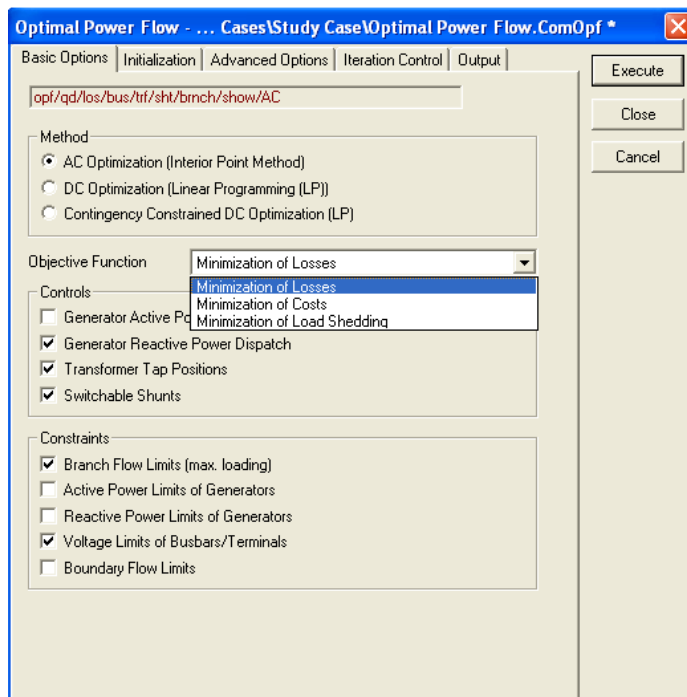 Optimal Power Flow - ... Cases\Study Case\Optimal Power Flow.ComOpf *
Basic Options
Initialization
Advanced Options
Iteration Control
Output
Execute
Close
Cancel
opf/qd/los/bus/trf/sht/brnch/show/AC
Method
AC Optimization (Interior Point Method)
DC Optimization (Linear Programming (LP))
Contingency Constrained DC Optimization (LP)
Objective Function
Minimization of Losses
Minimization of Losses
Minimization of Costs
Minimization of Load Shedding
Controls
Generator Active
Generator Reactive Power Dispatch
Transformer Tap Positions
Switchable Shunts
Constraints
Branch Flow Limits (max. loading)
Active Power Limits of Generators
Reactive Power Limits of Generators
Voltage Limits of Busbars/Terminals
Boundary Flow Limits